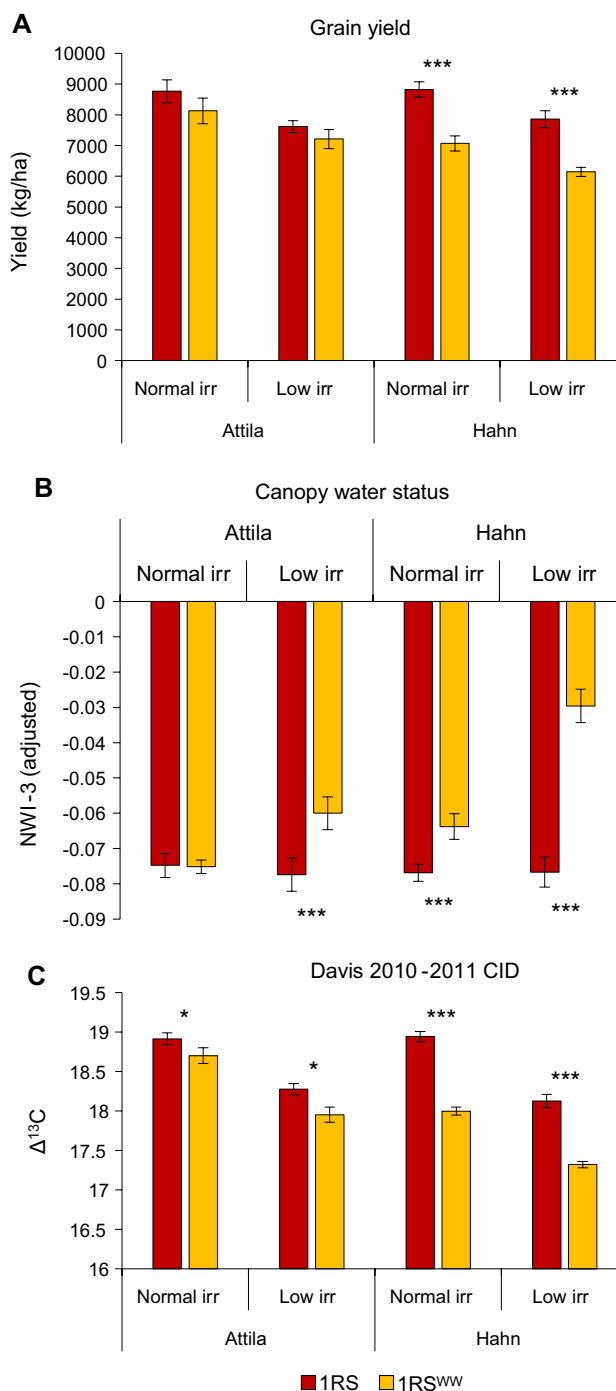 A
Grain yield
Yield (kg/ha)
10000
9000
8000
7000
6000
5000
4000
3000
2000
1000
0
*** ***
Normal irr Low irr Normal irr Low irr
Attila Hahn
B
Canopy water status
Attila Hahn
Normal irr Low irr Normal irr Low irr
NWI-3 (adjusted)
0
-0.01
-0.02
-0.03
-0.04
-0.05
-0.06
-0.07
-0.08
-0.09
*** *** ***
C
Davis 2010-2011 CID
Δ¹³C
19.5
19
18.5
18
17.5
17
16.5
16
* * *** ***
Normal irr Low irr Normal irr Low irr
Attila Hahn
1RS 1RSᵂᵂ